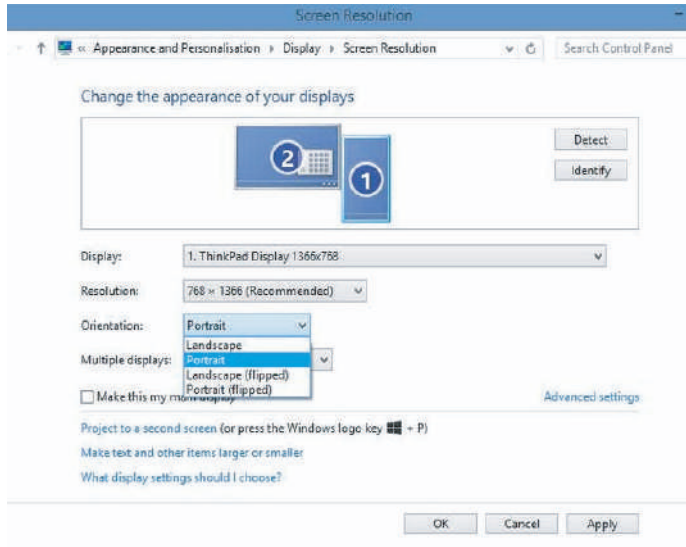 Screen Resolution
« Appearance and Personalisation Display Screen Resolution Search Control Panel
Change the appearance of your displays
2
1
Detect
Identify
Display: 1. ThinkPad Display 1366x768
Resolution: 768 × 1366 (Recommended)
Orientation: Portrait
Landscape
Multiple displays: Portrait
Landscape (flipped)
Portrait (flipped)
Make this my main display
Advanced settings
Project to a second screen (or press the Windows logo key + P)
Make text and other items larger or smaller
What display settings should I choose?
OK Cancel Apply